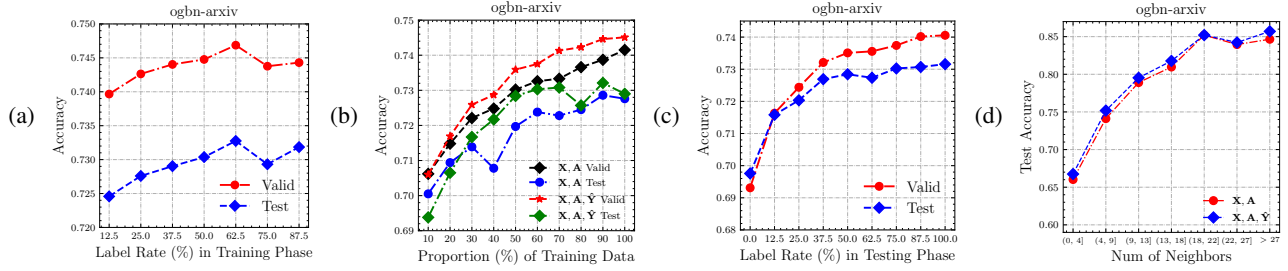 (a)
ogbn-arxiv
Accuracy
0.750
0.745
0.740
0.735
0.730
0.725
0.720
Valid
Test
12.5 25.0 37.5 50.0 62.5 75.0 87.5
Label Rate (%) in Training Phase
(b)
ogbn-arxiv
Accuracy
0.75
0.74
0.73
0.72
0.71
0.70
0.69
X, A Valid
X, A Test
X, A, Ŷ Valid
X, A, Ŷ Test
10 20 30 40 50 60 70 80 90 100
Proportion (%) of Training Data
(c)
ogbn-arxiv
Accuracy
0.74
0.73
0.72
0.71
0.70
0.69
0.68
Valid
Test
0.0 12.5 25.0 37.5 50.0 62.5 75.0 87.5 100.0
Label Rate (%) in Testing Phase
(d)
ogbn-arxiv
Test Accuracy
0.85
0.80
0.75
0.70
0.65
0.60
X, A
X, A, Ŷ
(0, 4] (4, 9] (9, 13] (13, 18] (18, 22] (22, 27] > 27
Num of Neighbors